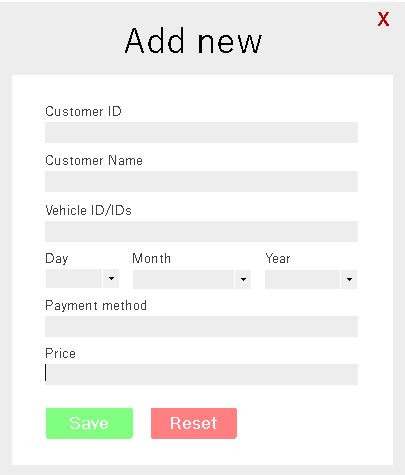 X
Add new
Customer ID
Customer Name
Vehicle ID/IDs
Day Month Year
Payment method
Price
Save Reset